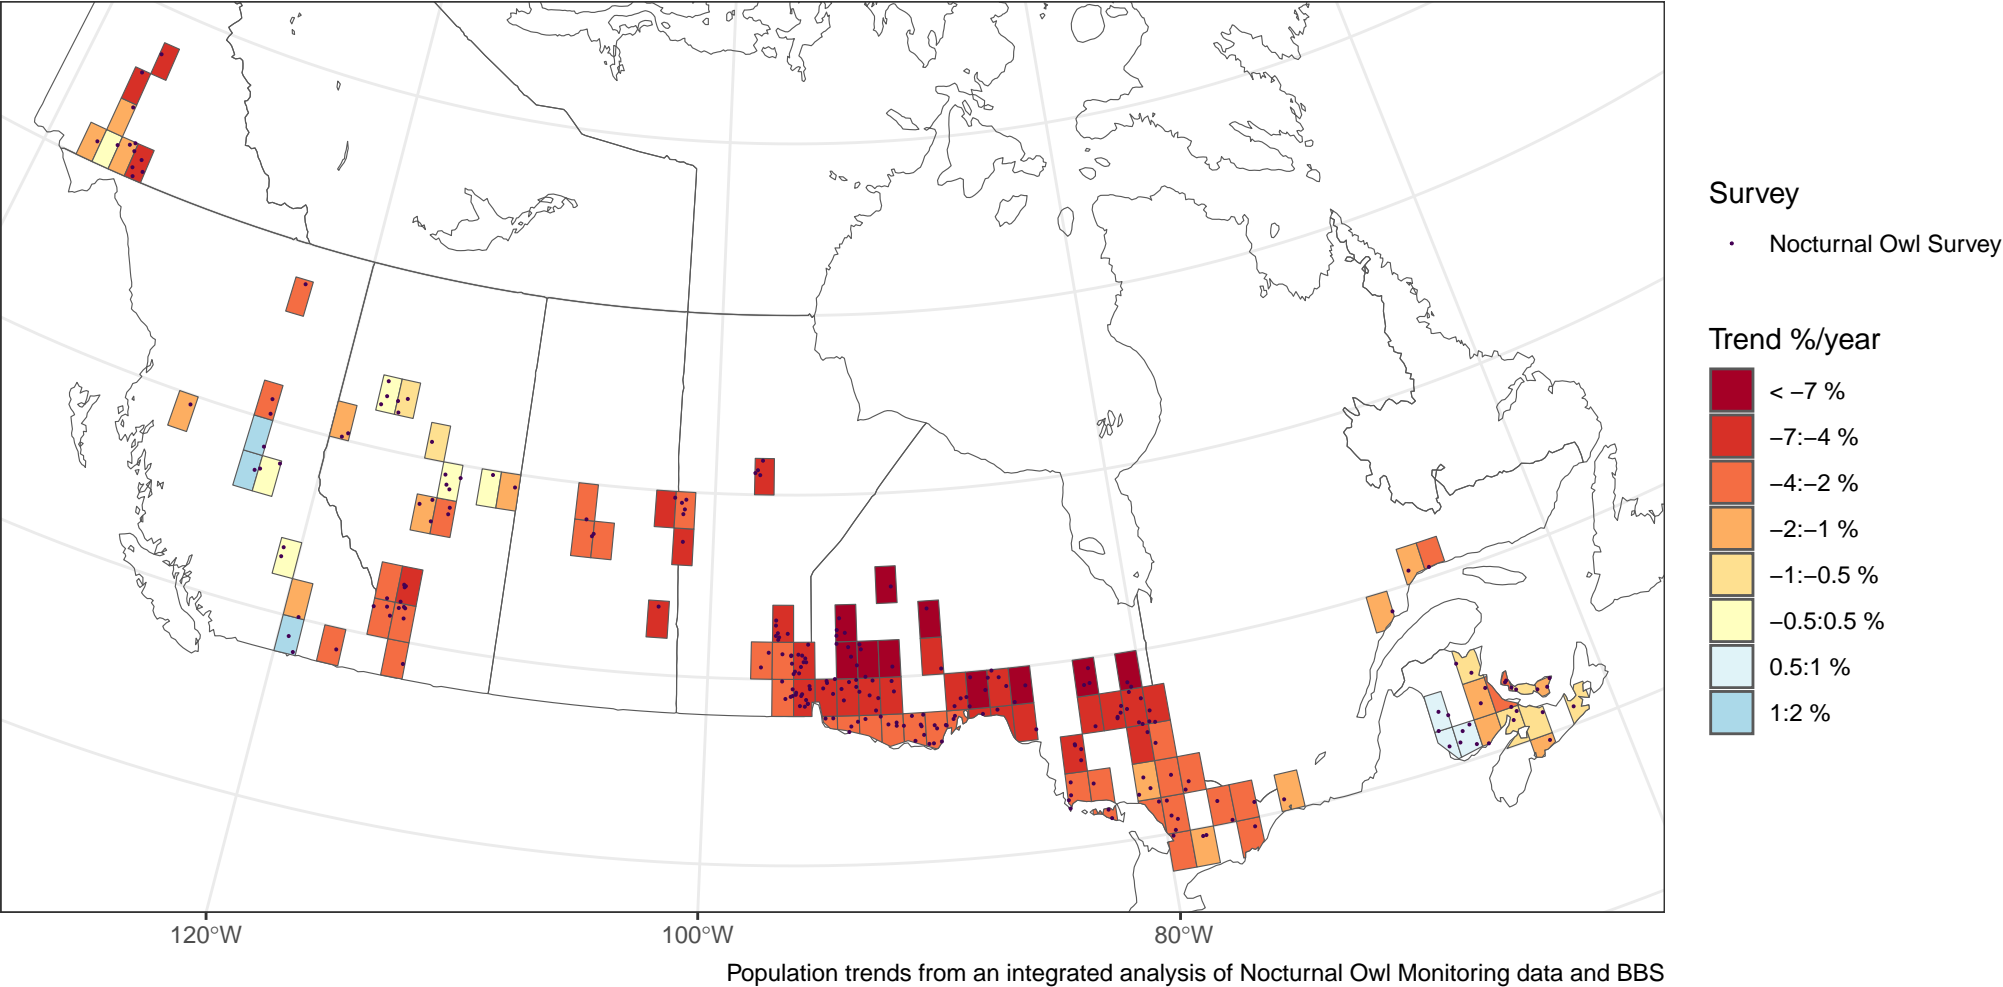 Survey
Nocturnal Owl Survey
Trend %/year
< −7 %
−7:−4 %
−4:−2 %
−2:−1 %
−1:−0.5 %
−0.5:0.5 %
0.5:1 %
1:2 %
120°W
100°W
80°W
Population trends from an integrated analysis of Nocturnal Owl Monitoring data and BBS